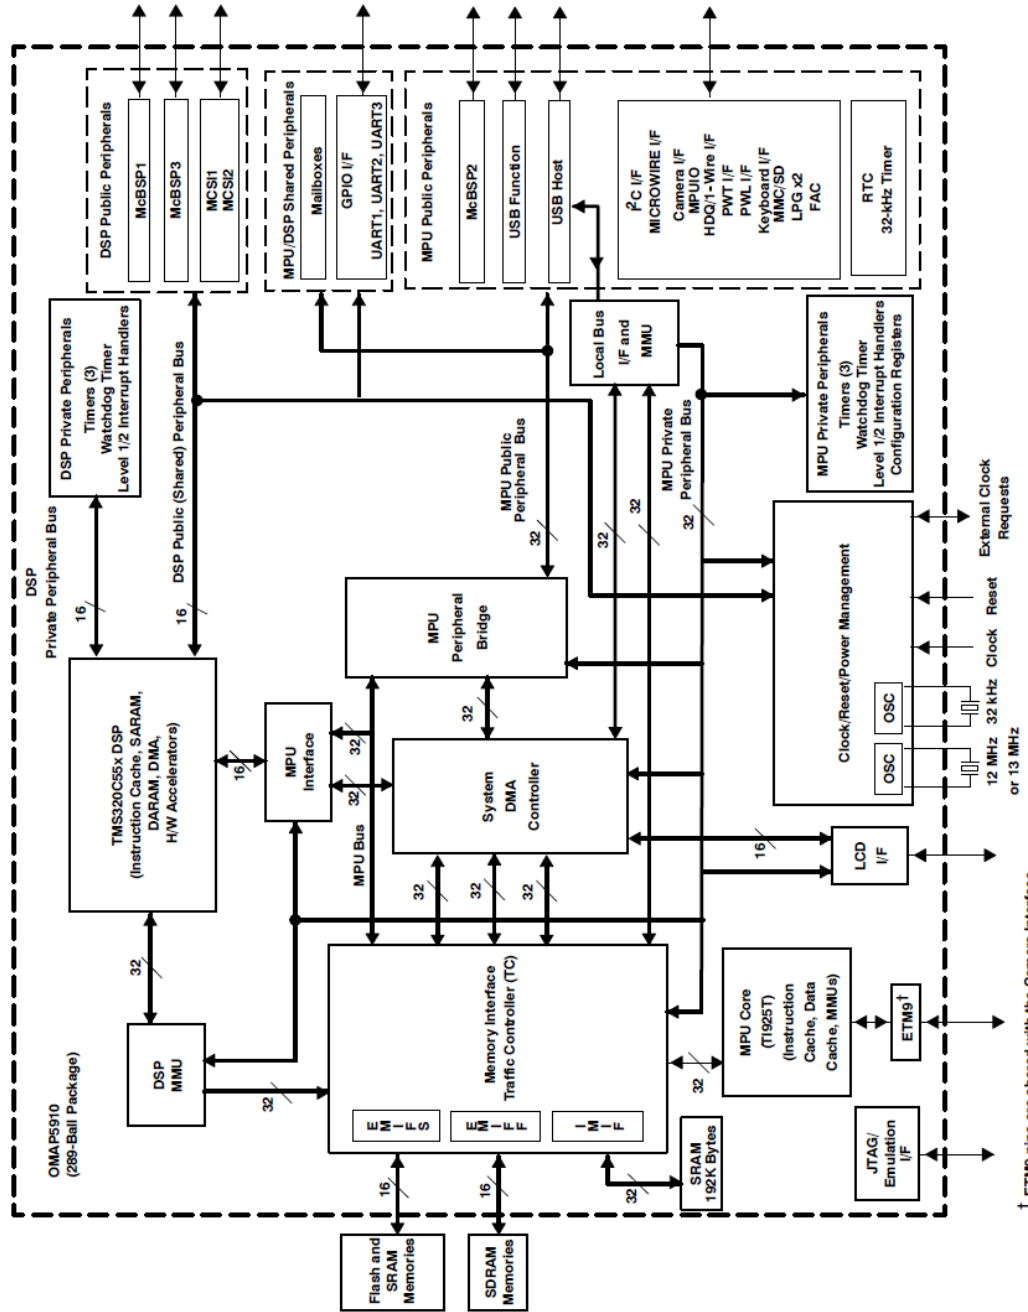 OMAP5910
(289-Ball Package)
Flash and
SRAM
Memories
SDRAM
Memories
16
16
DSP
MMU
32
32
TMS320C55x DSP
(Instruction Cache, SARAM,
DARAM, DMA,
H/W Accelerators)
DSP
Private Peripheral Bus
16
16
DSP Public (Shared) Peripheral Bus
DSP Private Peripherals
Timers (3)
Watchdog Timer
Level 1/2 Interrupt Handlers
DSP Public Peripherals
McBSP1
McBSP3
MCSI1
MCSI2
MPU/DSP Shared Peripherals
Mailboxes
GPIO I/F
UART1, UART2, UART3
MPU Public Peripherals
McBSP2
USB Function
USB Host
I2C I/F
MICROWIRE I/F
Camera I/F
MPUIO
HDQ/1-Wire I/F
PWT I/F
PWL I/F
Keyboard I/F
MMC/SD
LPG x2
FAC
RTC
32-kHz Timer
Memory Interface
Traffic Controller (TC)
E
M
I
F
S
E
M
I
F
F
I
M
I
F
32
SRAM
192K Bytes
MPU Bus
16
MPU
Interface
32
32
32
32
32
System
DMA
Controller
32
MPU
Peripheral
Bridge
32
MPU Public
Peripheral Bus
32
32
MPU Private
Peripheral Bus
32
Local Bus
I/F and
MMU
MPU Private Peripherals
Timers (3)
Watchdog Timer
Level 1/2 Interrupt Handlers
Configuration Registers
32
MPU Core
(TI925T)
(Instruction
Cache, Data
Cache, MMUs)
16
LCD
I/F
ETM9†
JTAG/
Emulation
I/F
Clock/Reset/Power Management
OSC
OSC
12 MHz
or 13 MHz
32 kHz
Clock
Reset
External Clock
Requests
† ETM9 pins are shared with the Camera Interface